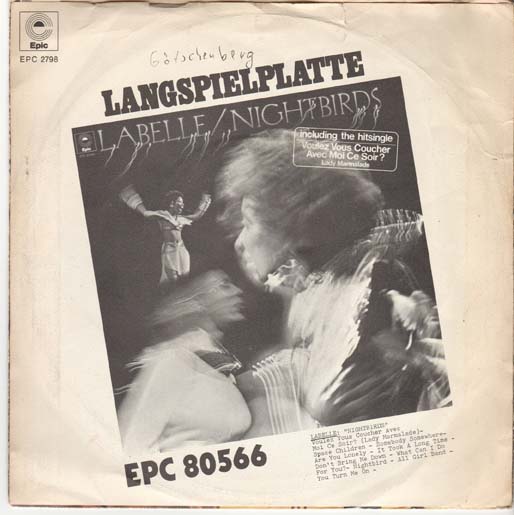 Epic
EPC 2798
LANGSPIELPLATTE
LABELLE/NIGHTBIRDS
including the hitsingle
Voulez Vous Coucher
Avec Moi Ce Soir?
Lady Marmalade
LABELLE: "NIGHTBIRDS"
Voulez Vous Coucher Avec
Moi Ce Soir? (Lady Marmalade)-
Space Children - Somebody Somewhere-
Are You Lonely - It Took A Long Time -
Don't Bring Me Down - What Can I Do
For You?- Nightbird - All Girl Band -
You Turn Me On -
EPC 80566